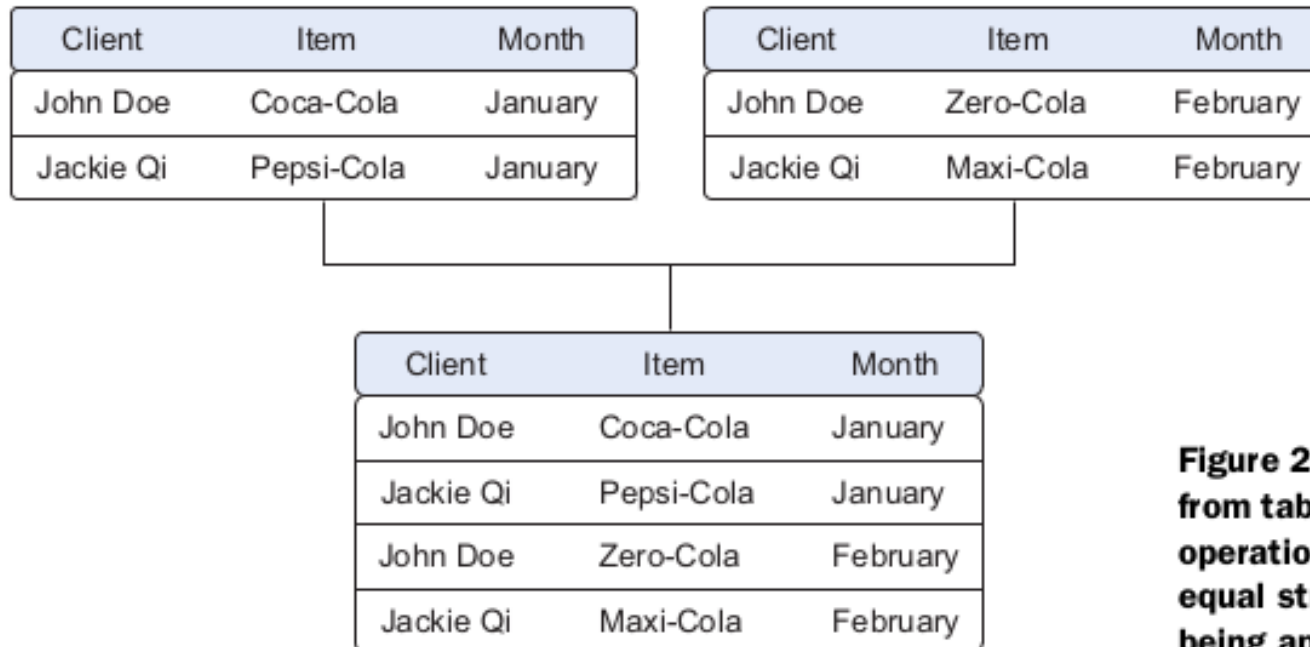 Client Item Month
John Doe Coca-Cola January
Jackie Qi Pepsi-Cola January
Client Item Month
John Doe Zero-Cola February
Jackie Qi Maxi-Cola February
Client Item Month
John Doe Coca-Cola January
Jackie Qi Pepsi-Cola January
John Doe Zero-Cola February
Jackie Qi Maxi-Cola February
Figure 2
from tab
operatio
equal st
being an